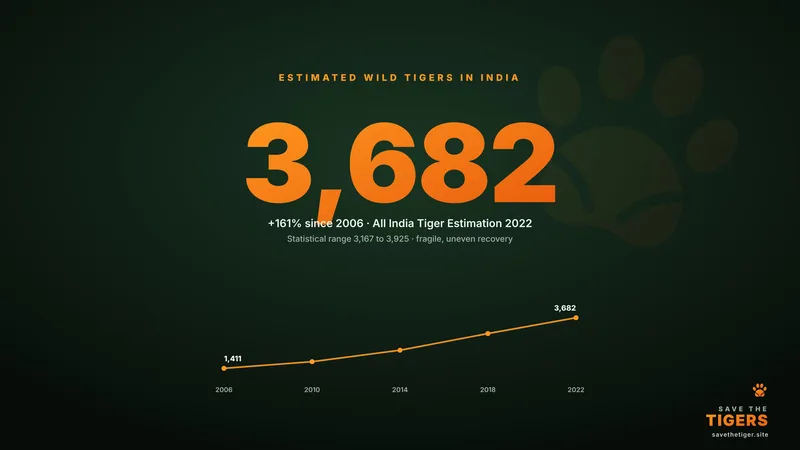 ESTIMATED WILD TIGERS IN INDIA
3,682
+161% since 2006 · All India Tiger Estimation 2022
Statistical range 3,167 to 3,925 · fragile, uneven recovery
3,682
1,411
2006 2010 2014 2018 2022
SAVE THE
TIGERS
savethetiger.site